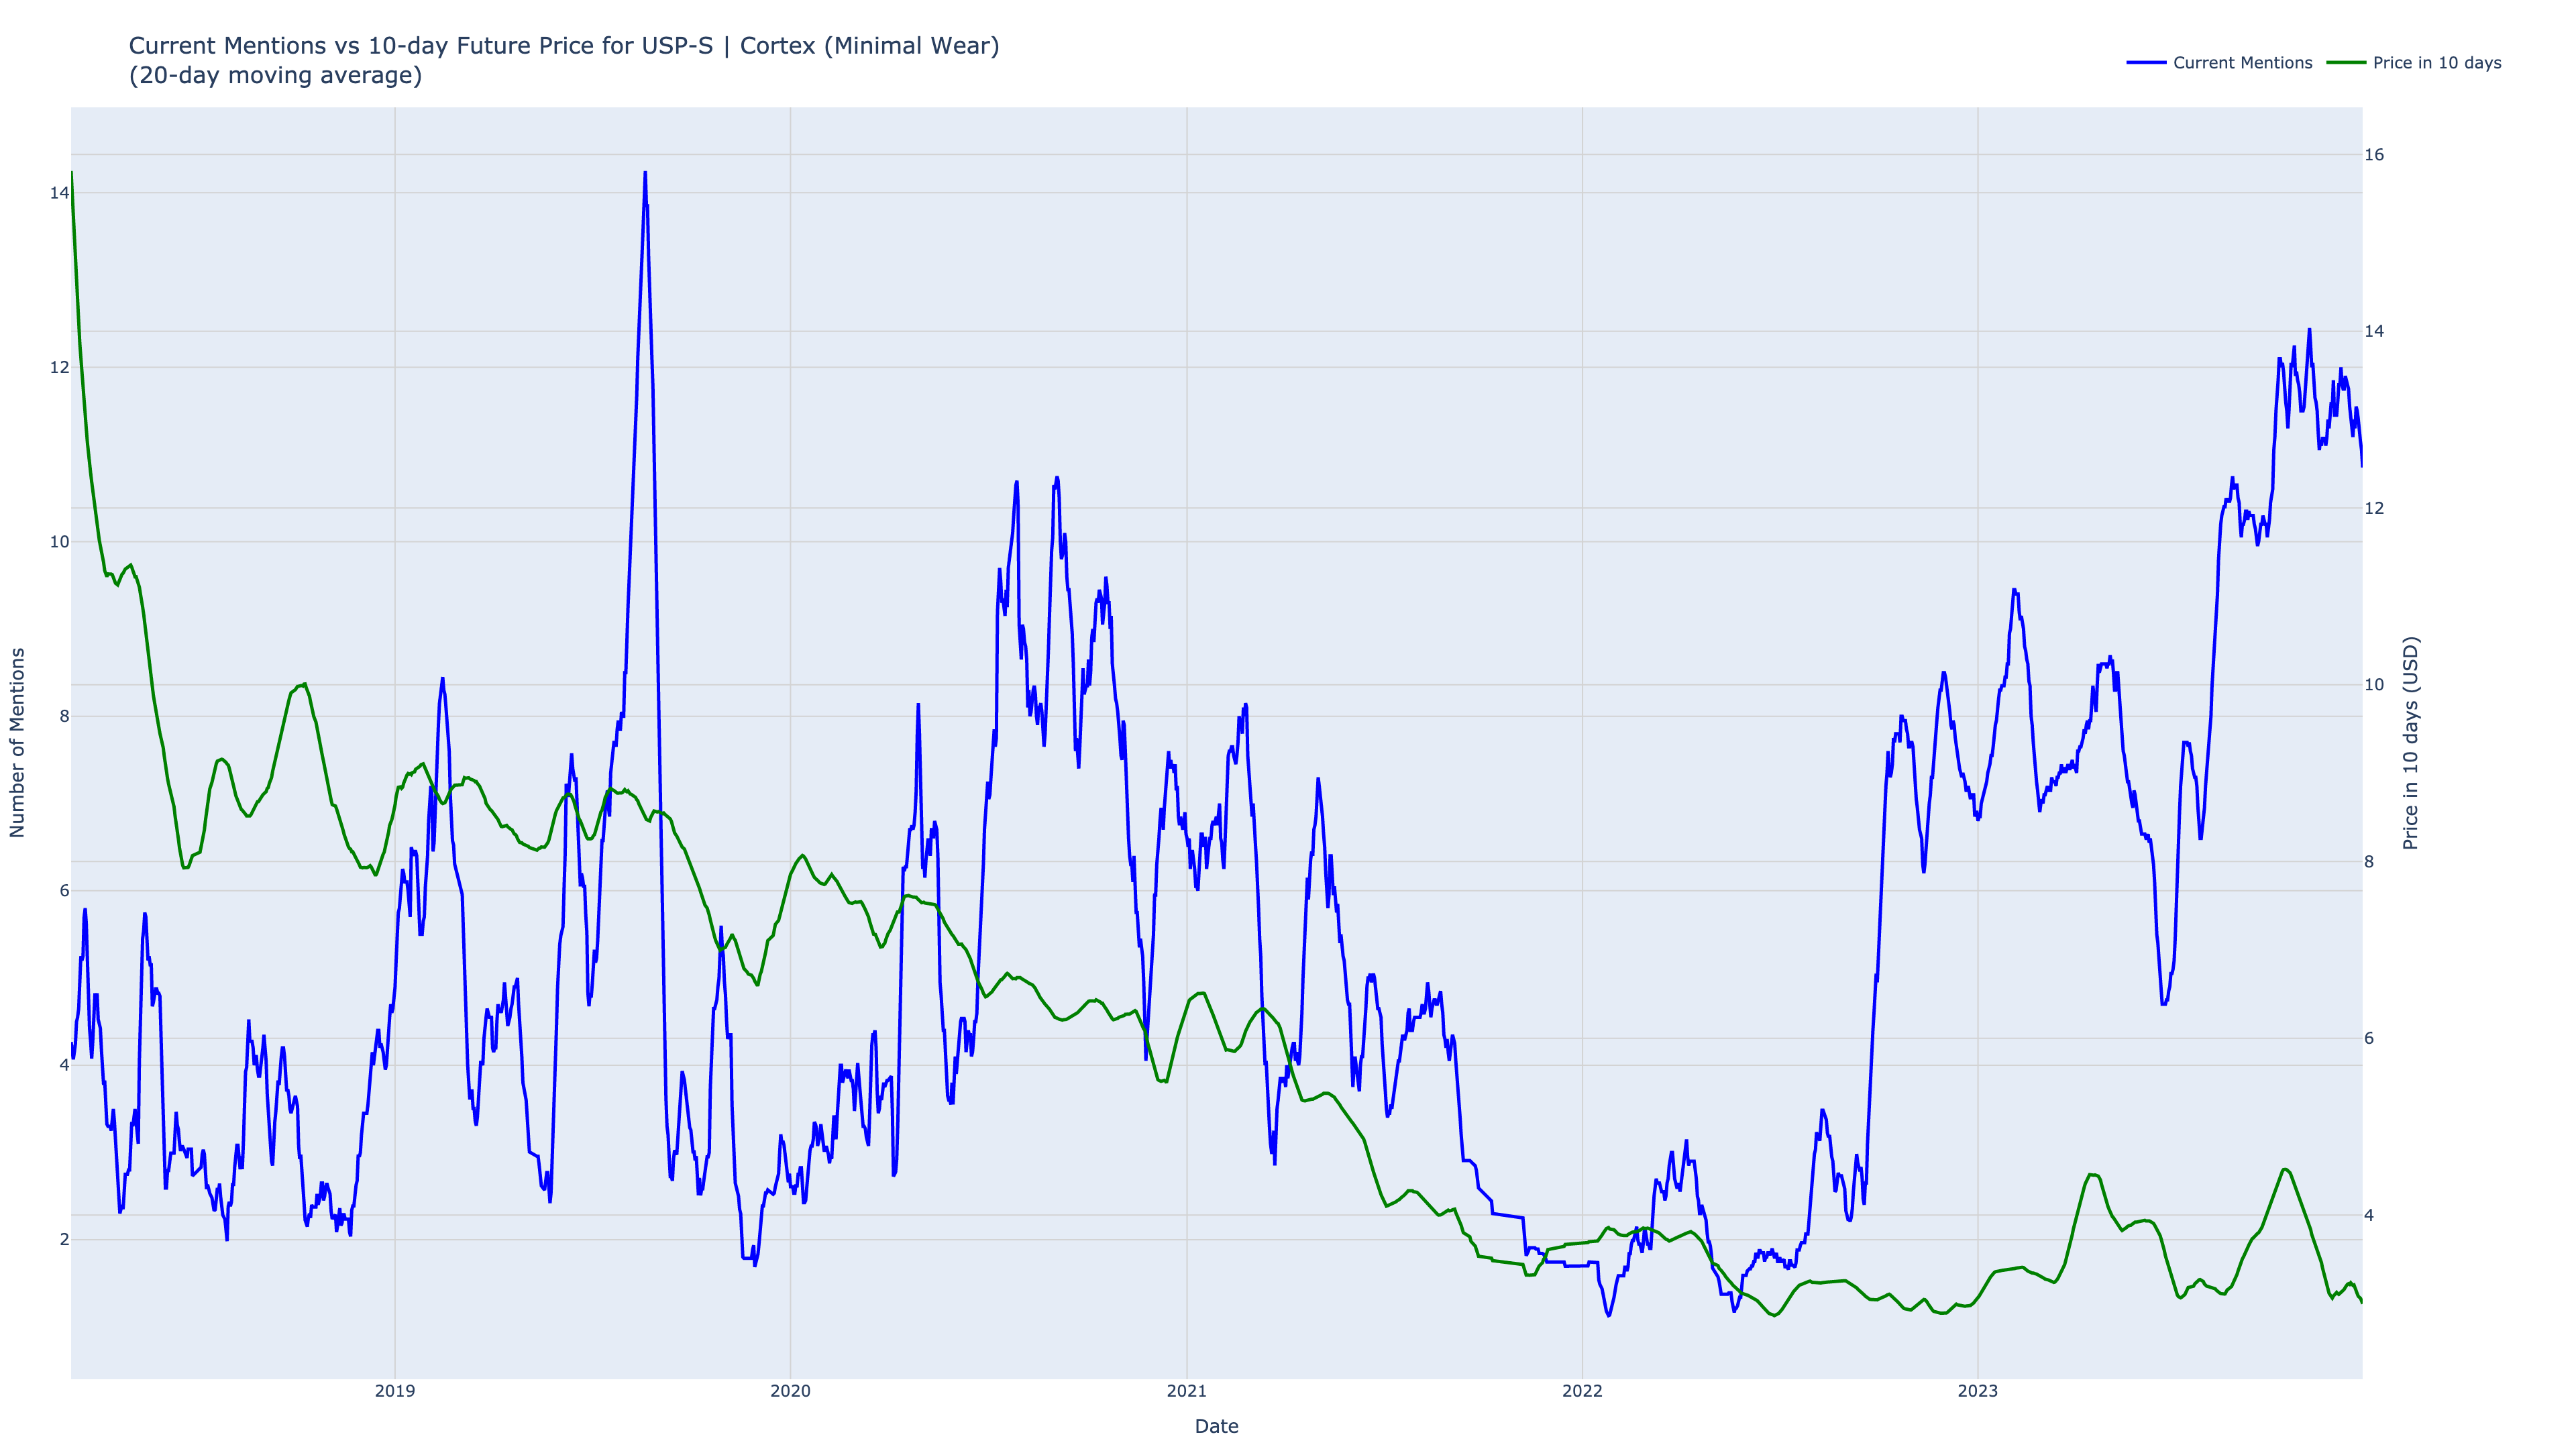 Current Mentions vs 10-day Future Price for USP-S | Cortex (Minimal Wear)
(20-day moving average)
Current Mentions
Price in 10 days
14
12
10
8
6
4
2
Number of Mentions
16
14
12
10
8
6
4
Price in 10 days (USD)
2019
2020
2021
2022
2023
Date